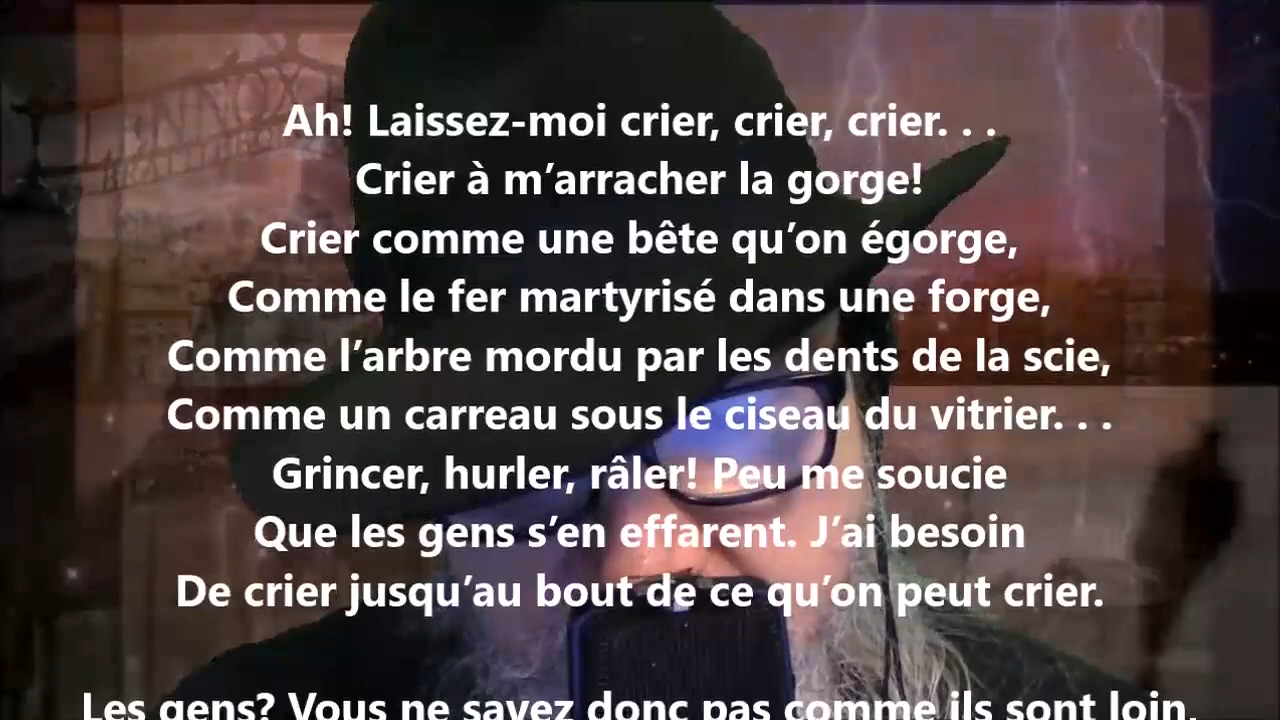 Ah! Laissez-moi crier, crier, crier. . .
Crier à m’arracher la gorge!
Crier comme une bête qu’on égorge,
Comme le fer martyrisé dans une forge,
Comme l’arbre mordu par les dents de la scie,
Comme un carreau sous le ciseau du vitrier. . .
Grincer, hurler, râler! Peu me soucie
Que les gens s’en effarent. J’ai besoin
De crier jusqu’au bout de ce qu’on peut crier.
Les gens? Vous ne savez donc pas comme ils sont loin,